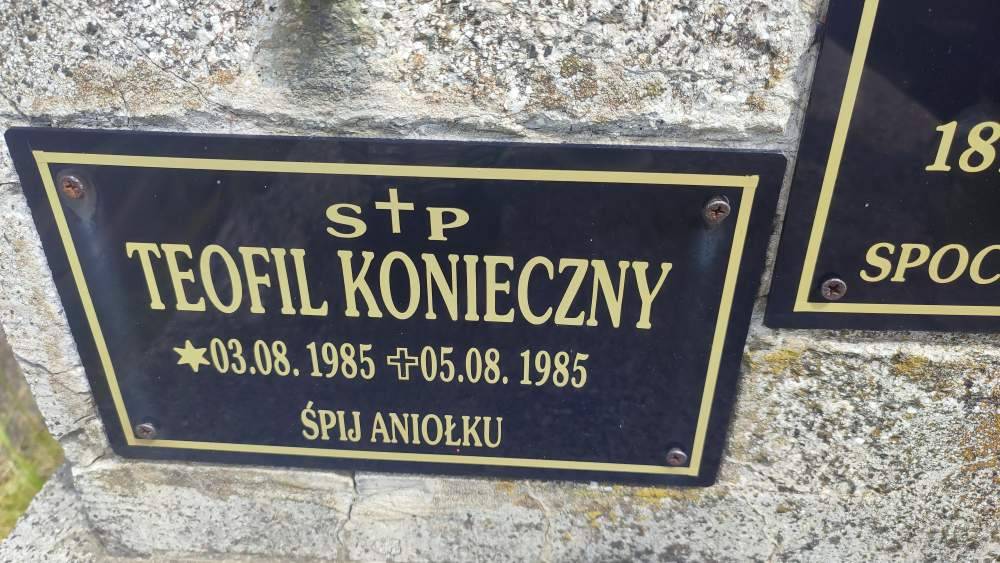 S✝P
TEOFIL KONIECZNY
★03.08.1985 ✝05.08.1985
ŚPIJ ANIOŁKU
18
SPOC